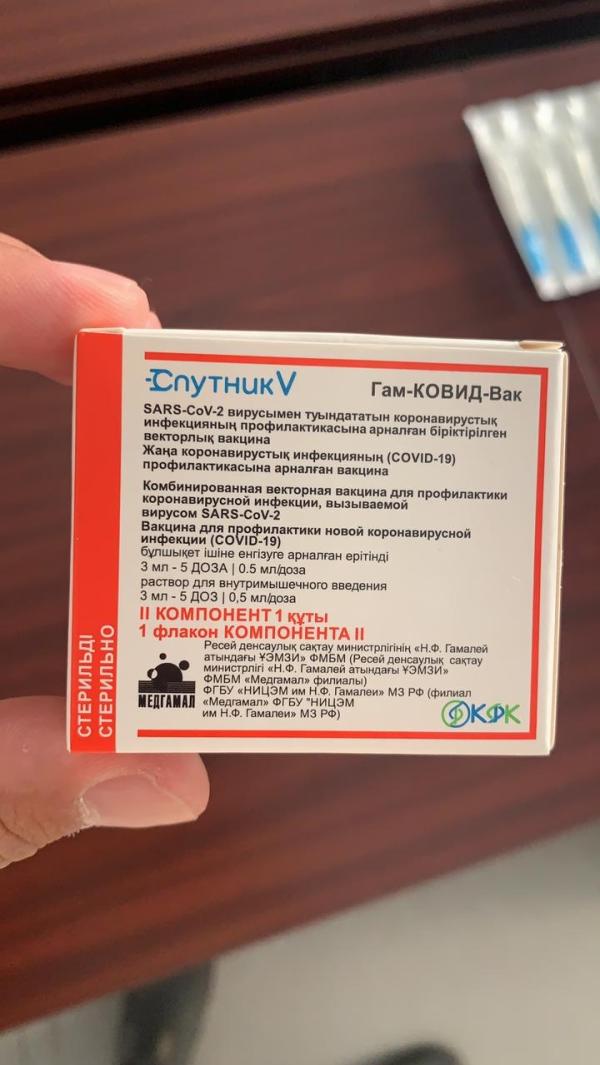 Спутник V
Гам-КОВИД-Вак
SARS-CoV-2 вирусымен туындататын коронавирустық
инфекцияның профилактикасына арналған біріктірілген
векторлық вакцина
Жаңа коронавирустық инфекцияның (COVID-19)
профилактикасына арналған вакцина
Комбинированная векторная вакцина для профилактики
коронавирусной инфекции, вызываемой
вирусом SARS-CoV-2
Вакцина для профилактики новой коронавирусной
инфекции (COVID-19)
бұлшықет ішіне енгізуге арналған ерітінді
3 мл - 5 ДОЗА | 0.5 мл/доза
раствор для внутримышечного введения
3 мл - 5 ДОЗ | 0,5 мл/доза
II КОМПОНЕНТ 1 құты
1 флакон КОМПОНЕНТА II
Ресей денсаулық сақтау министрлігінің «Н.Ф. Гамалей
атындағы ҰЭМЗИ» ФМБМ (Ресей денсаулық сақтау
министрлігі «Н.Ф. Гамалей атындағы ҰЭМЗИ»
ФМБМ «Медгамал» филиалы)
ФГБУ «НИЦЭМ им Н.Ф. Гамалеи» МЗ РФ (филиал
«Медгамал» ФГБУ "НИЦЭМ
им Н.Ф. Гамалеи» МЗ РФ)
МЕДГАМАЛ
КФК
СТЕРИЛЬДІ
СТЕРИЛЬНО